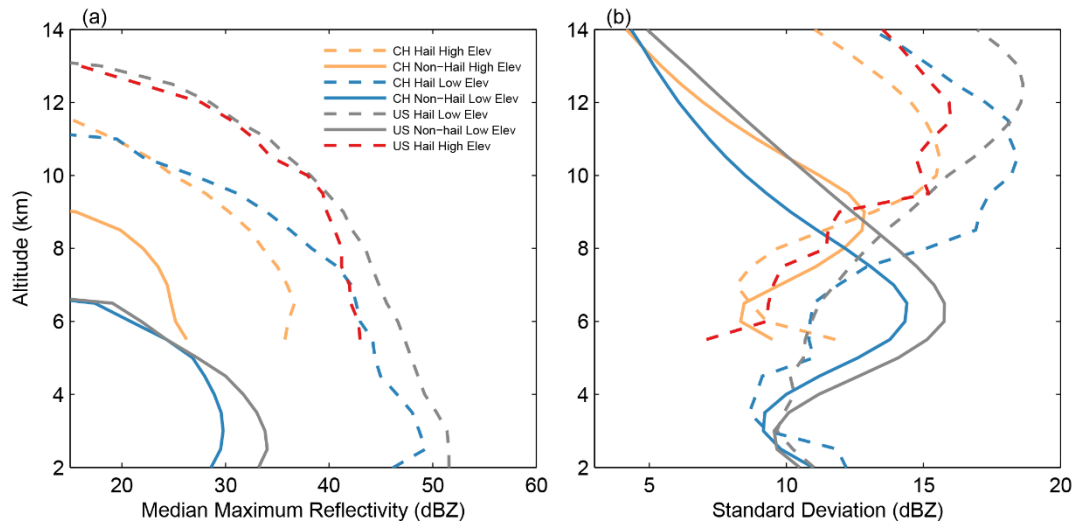 (a)
(b)
14
12
10
8
6
4
2
Altitude (km)
CH Hail High Elev
CH Non-Hail High Elev
CH Hail Low Elev
CH Non-Hail Low Elev
US Hail Low Elev
US Non-hail Low Elev
US Hail High Elev
20 30 40 50 60
Median Maximum Reflectivity (dBZ)
14
12
10
8
6
4
2
5 10 15 20
Standard Deviation (dBZ)